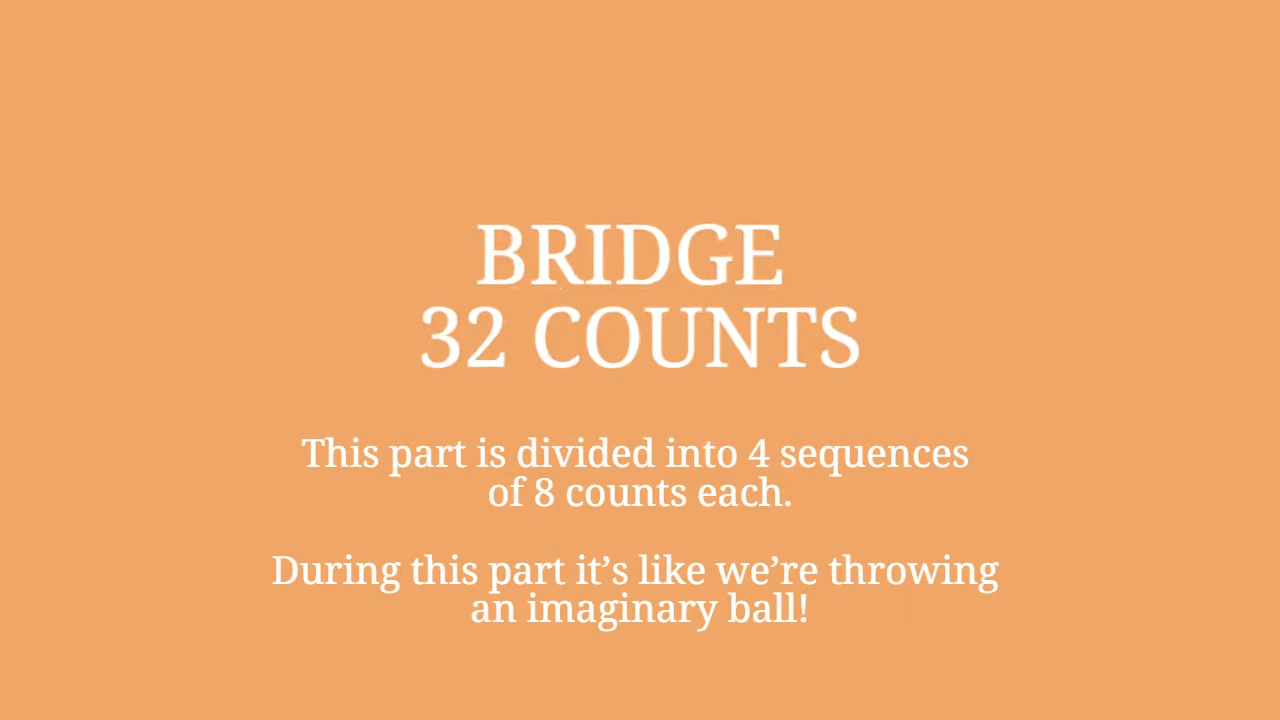 BRIDGE
32 COUNTS
This part is divided into 4 sequences
of 8 counts each.
During this part it’s like we’re throwing
an imaginary ball!